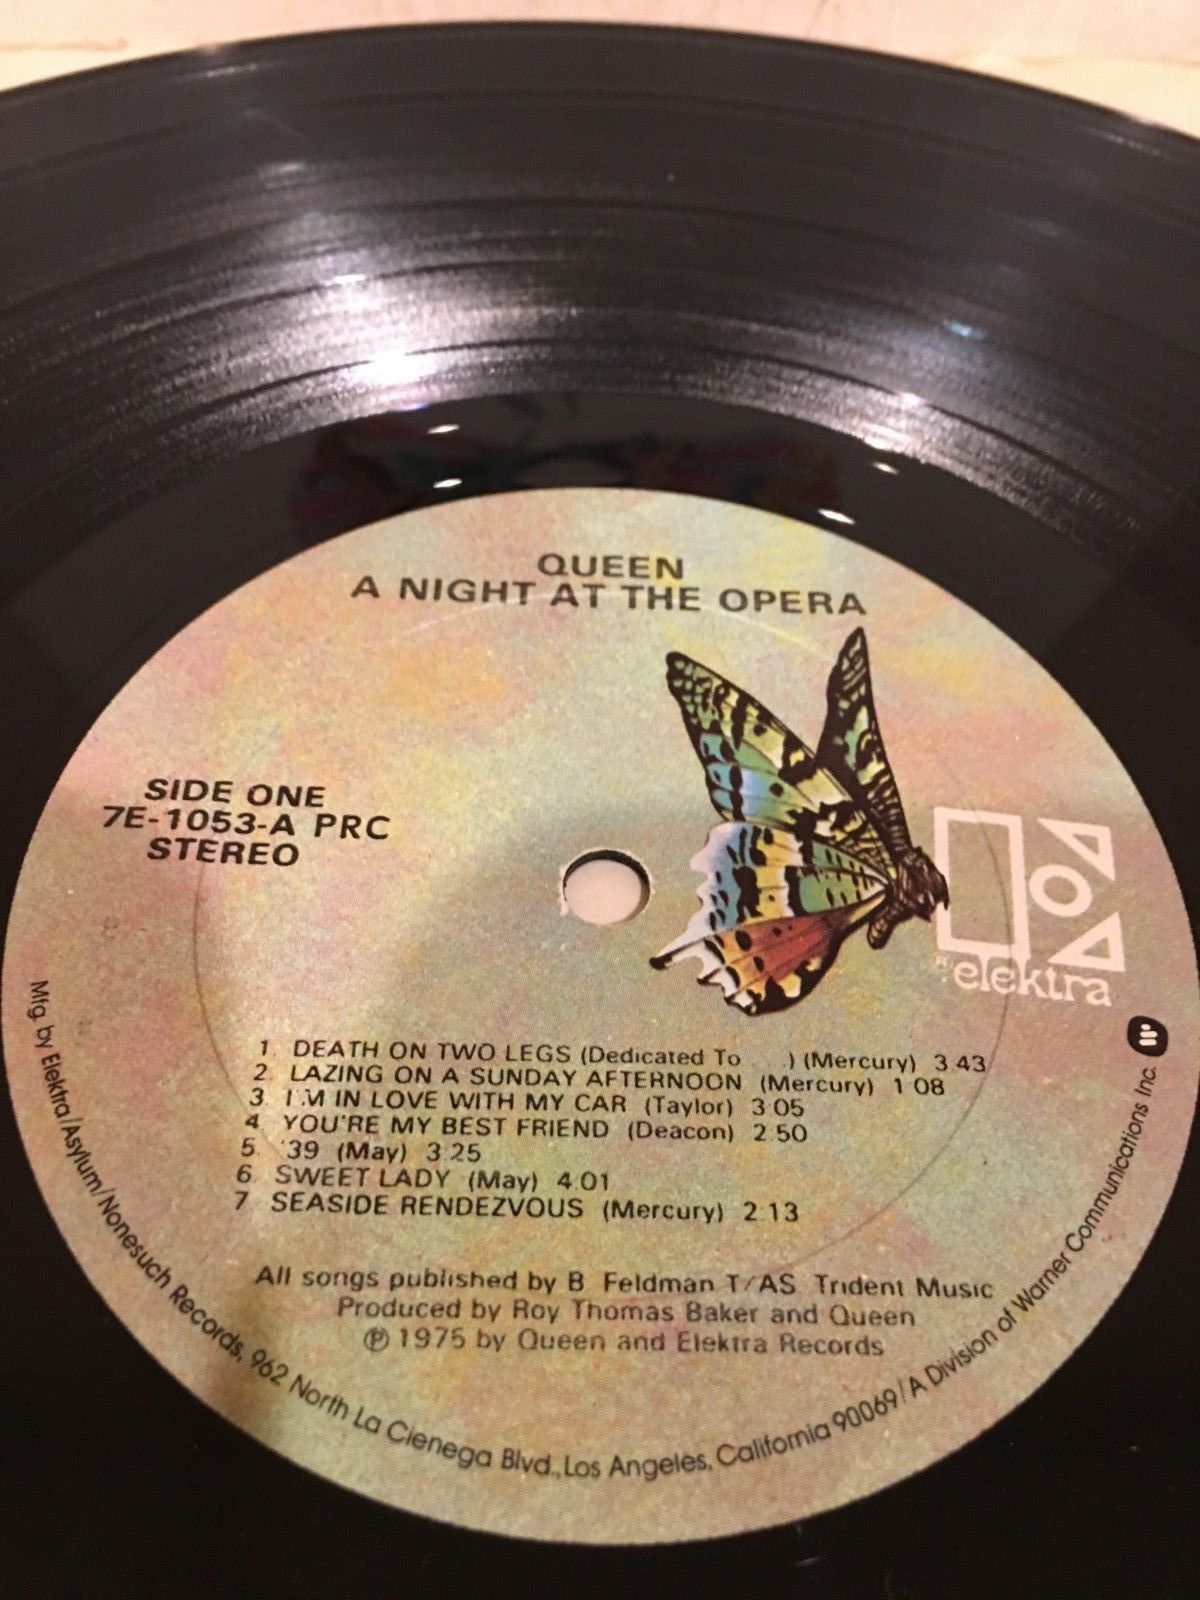 QUEEN
A NIGHT AT THE OPERA
SIDE ONE
7E-1053-A PRC
STEREO
elektra
1 DEATH ON TWO LEGS (Dedicated To . . .) (Mercury) 3 43
2. LAZING ON A SUNDAY AFTERNOON (Mercury) 1 08
3. I'M IN LOVE WITH MY CAR (Taylor) 3 05
4 YOU'RE MY BEST FRIEND (Deacon) 2 50
5. '39 (May) 3 25
6 SWEET LADY (May) 4 01
7 SEASIDE RENDEZVOUS (Mercury) 2 13
All songs published by B Feldman T/AS Trident Music
Produced by Roy Thomas Baker and Queen
Ⓟ 1975 by Queen and Elektra Records
Mfg. by Elektra/Asylum/Nonesuch Records, 962 North La Cienega Blvd., Los Angeles, California 90069/A Division of Warner Communications Inc.